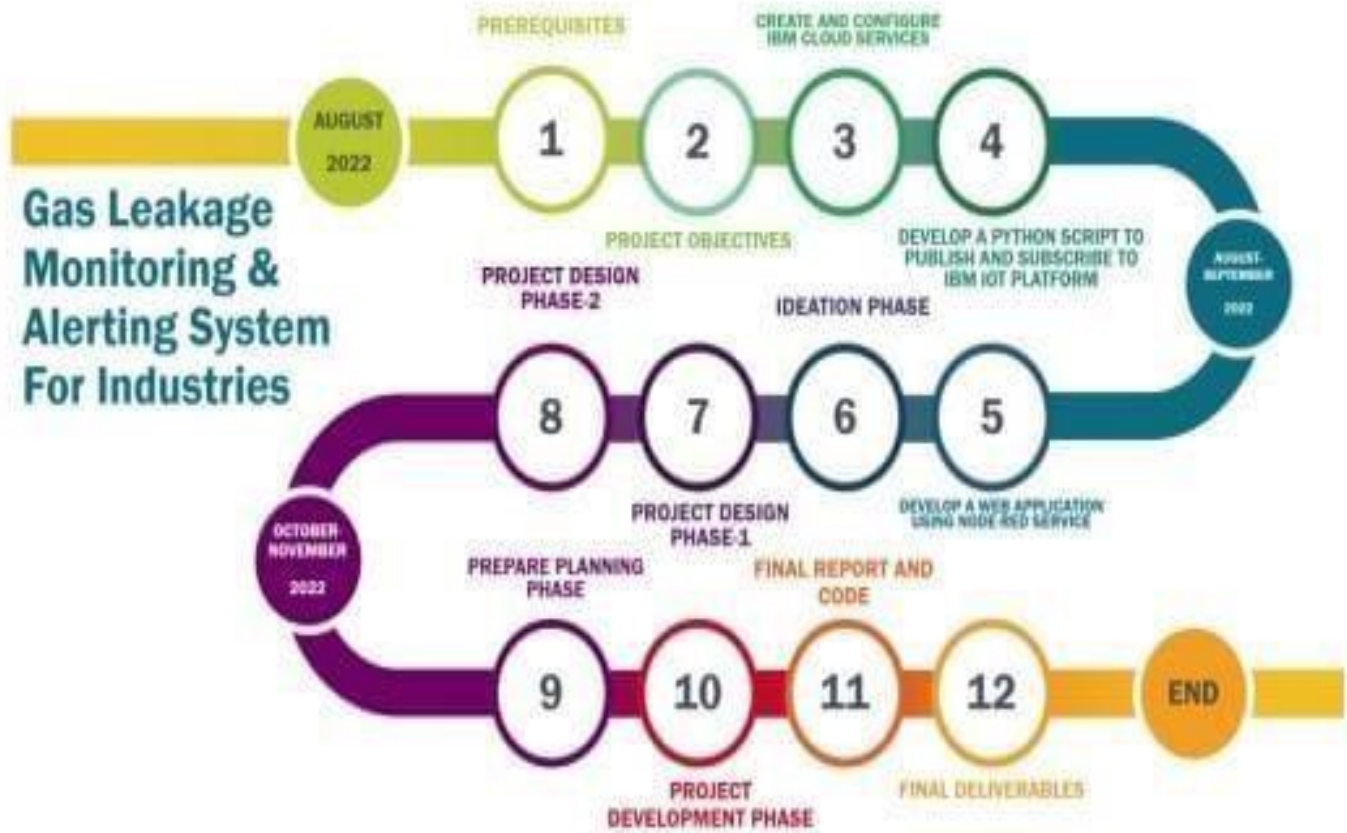 PREREQUISITES
CREATE AND CONFIGURE
IBM CLOUD SERVICES
AUGUST
2022
1
2
3
4
PROJECT OBJECTIVES
DEVELOP A PYTHON SCRIPT TO
PUBLISH AND SUBSCRIBE TO
IBM IOT PLATFORM
Gas Leakage
Monitoring &
Alerting System
For Industries
AUGUST-
SEPTEMBER
2022
PROJECT DESIGN
PHASE-2
IDEATION PHASE
8
7
6
5
PROJECT DESIGN
PHASE-1
DEVELOP A WEB APPLICATION
USING NODE-RED SERVICE
OCTOBER-
NOVEMBER
2022
PREPARE PLANNING
PHASE
FINAL REPORT AND
CODE
9
10
11
12
END
PROJECT
DEVELOPMENT PHASE
FINAL DELIVERABLES